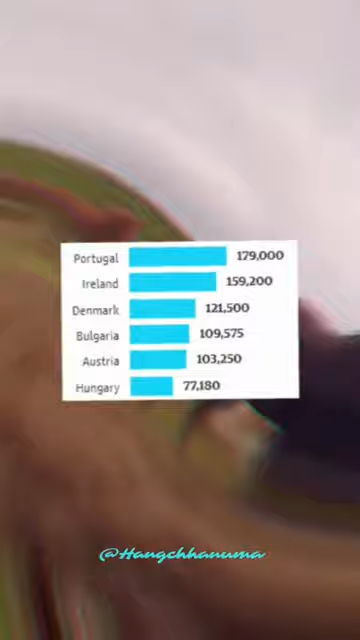 Portugal 179,000
Ireland 159,200
Denmark 121,500
Bulgaria 109,575
Austria 103,250
Hungary 77,180
@Hangchhanuma